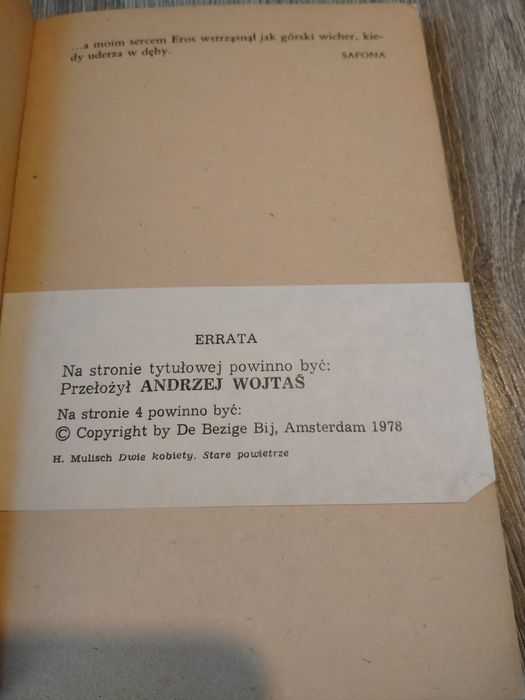 ...a moim sercem Eros wstrząsnął jak górski wicher, kie-
dy uderza w dęby.
SAFONA
ERRATA
Na stronie tytułowej powinno być:
Przełożył ANDRZEJ WOJTAŚ
Na stronie 4 powinno być:
© Copyright by De Bezige Bij, Amsterdam 1978
H. Mulisch Dwie kobiety. Stare powietrze